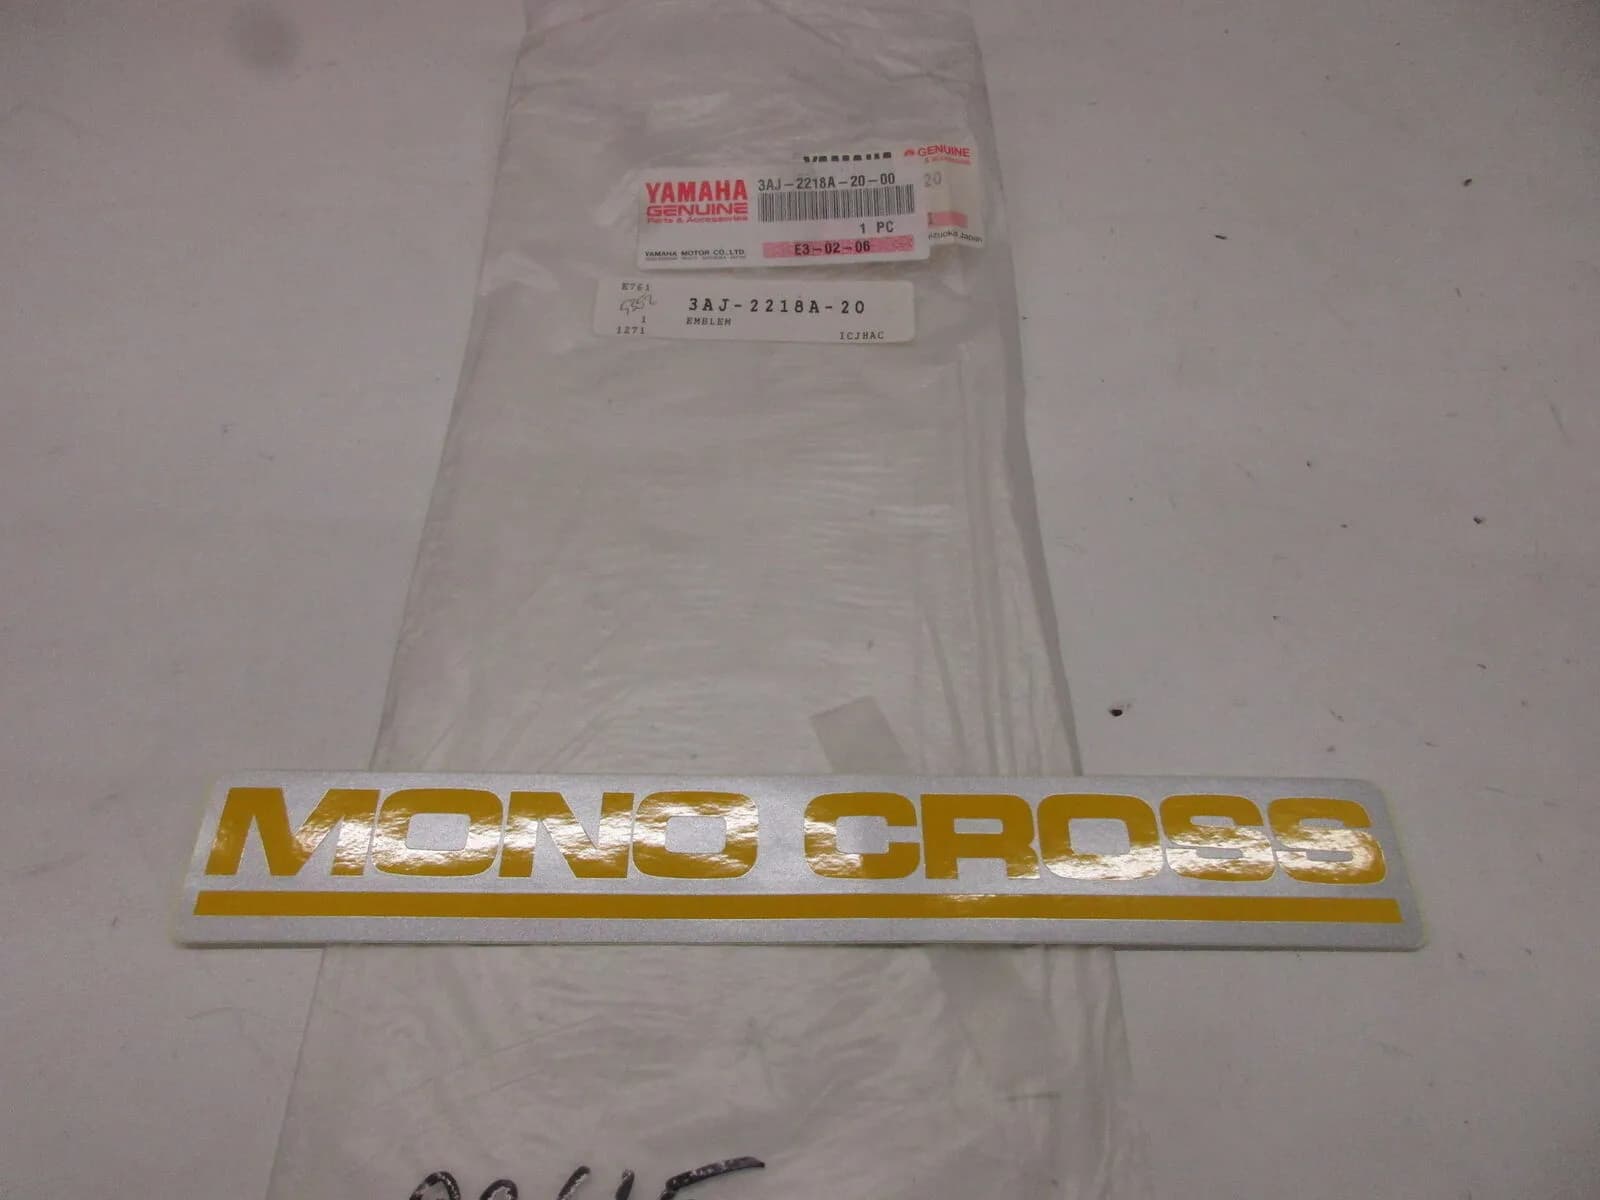 GENUINE
YAMAHA
GENUINE
Parts & Accessories
3AJ-2218A-20-00
20
1 PC
1
YAMAHA MOTOR CO., LTD.
E3-02-06
E761
3AJ-2218A-20
1
EMBLEM
1271
ICJHAC
MONO CROSS